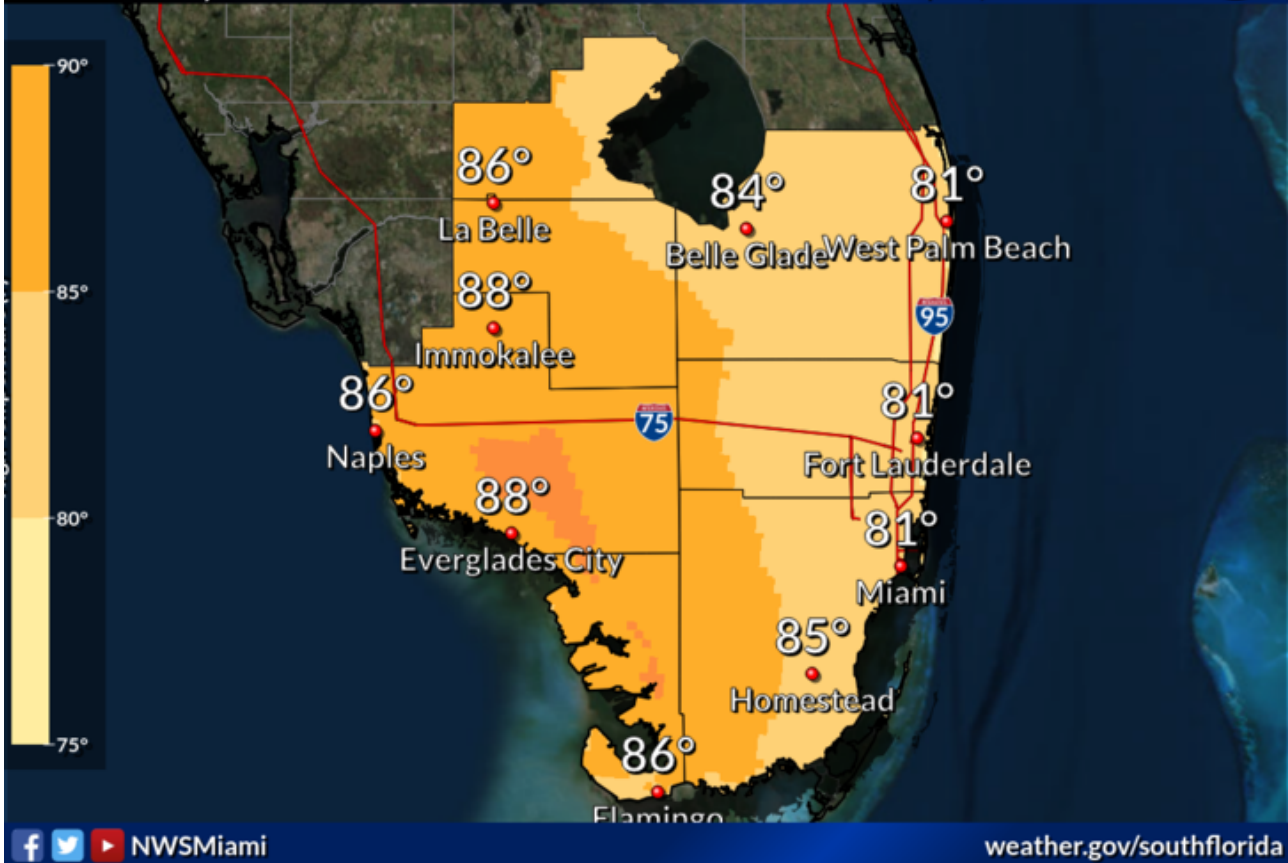 90°
85°
80°
75°
86°
La Belle
84°
Belle Glade
81°
West Palm Beach
88°
Immokalee
95
86°
Naples
75
81°
Fort Lauderdale
88°
Everglades City
81°
Miami
85°
Homestead
86°
Flamingo
NWSMiami
weather.gov/southflorida